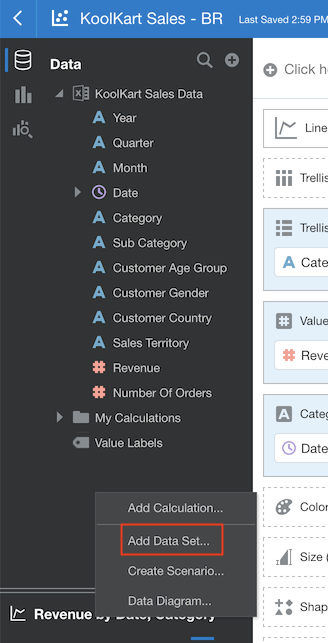 KoolKart Sales - BR
Last Saved 2:59 PM
Data
Click h
KoolKart Sales Data
Year
Quarter
Month
Date
Category
Sub Category
Customer Age Group
Customer Gender
Customer Country
Sales Territory
Revenue
Number Of Orders
My Calculations
Value Labels
Line
Trellis
Trellis
Cate
Value
Reve
Categ
Date
Color
Size (
Shap
Add Calculation...
Add Data Set...
Create Scenario...
Data Diagram...
Revenue by Date, Category